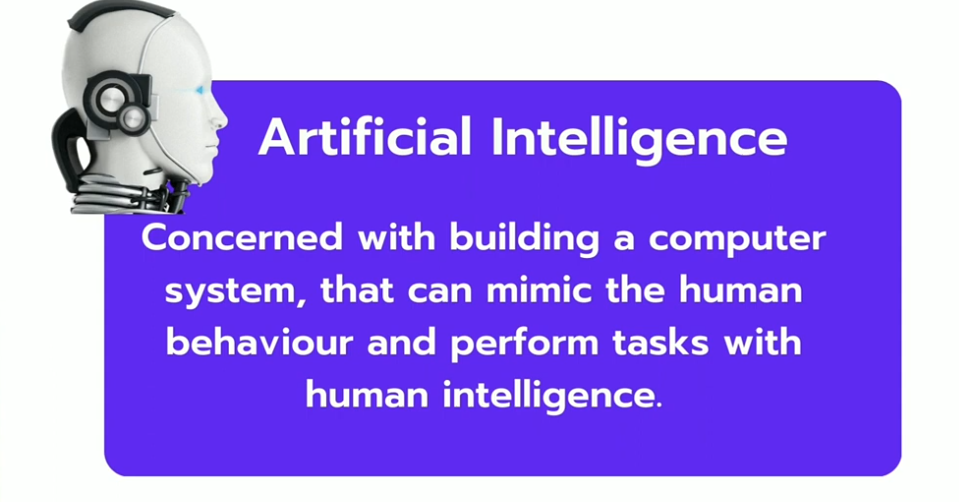 Artificial Intelligence
Concerned with building a computer
system, that can mimic the human
behaviour and perform tasks with
human intelligence.